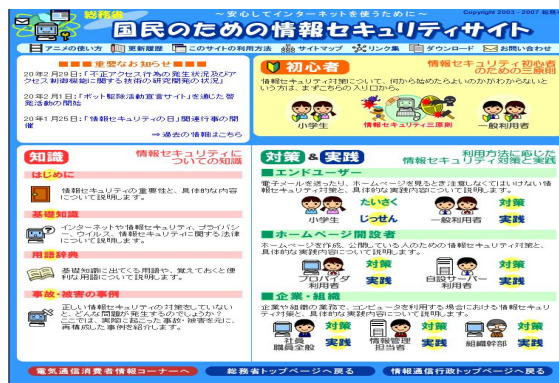 ～安心してインターネットを使うために～
Copyright 2003 - 2007 総務
総務省
国民のための情報セキュリティサイト
アニメの使い方 更新履歴 このサイトの利用方法 サイトマップ リンク集 ダウンロード お問い合わせ
■■■重要なお知らせ■■■
20年2月29日:「不正アクセス行為の発生状況及びア
クセス制御機能に関する技術の研究開発の状況」
20年2月1日:「ボット駆除活動宣言サイト」を通じた啓
発活動の開始
20年1月25日:「情報セキュリティの日」関連行事の開
催
⇒過去の情報はこちら
初心者
情報セキュリティ初心者
のための三原則
情報セキュリティ対策について、何から始めたらよいのかがわからないと
いう方は、まずこちらの入り口から。
小学生 情報セキュリティ三原則 一般利用者
知識
情報セキュリティに
ついての知識
はじめに
情報セキュリティの重要性と、具体的な内容
について説明します。
基礎知識
インターネットや情報セキュリティ、プライバシ
ー、ウイルス、情報セキュリティに関する法律
について説明します。
用語辞典
基礎知識に出てくる用語や、覚えておくと便
利な用語について説明します。
事故・被害の事例
正しい情報セキュリティの対策をしていない
と、どんな問題が発生するのでしょうか?
ここでは、実際に起こった事故・被害を元に、
再構成した事例を紹介します。
対策 & 実践
利用方法に応じた
情報セキュリティ対策と実践
■エンドユーザー
電子メールを送ったり、ホームページを見るとき注意しなくてはいけない情
報セキュリティ対策と、具体的な実践内容について説明します。
たいさく 対策
小学生 じっせん 一般利用者 実践
■ホームページ開設者
ホームページを作成、公開している人のための情報セキュリティ対策と、
具体的な実践内容について説明します。
対策 対策
プロバイダ 利用者 実践 自設サーバー 利用者 実践
■企業・組織
企業や組織の業務で、コンピュータを利用する場合における情報セキュリ
ティ対策と、具体的な実践内容について説明します。
対策 対策 対策
社員 職員全般 実践 情報管理 担当者 実践 組織幹部 実践
電気通信消費者情報コーナーへ 総務省トップページへ戻る 情報通信行政トップページへ戻る